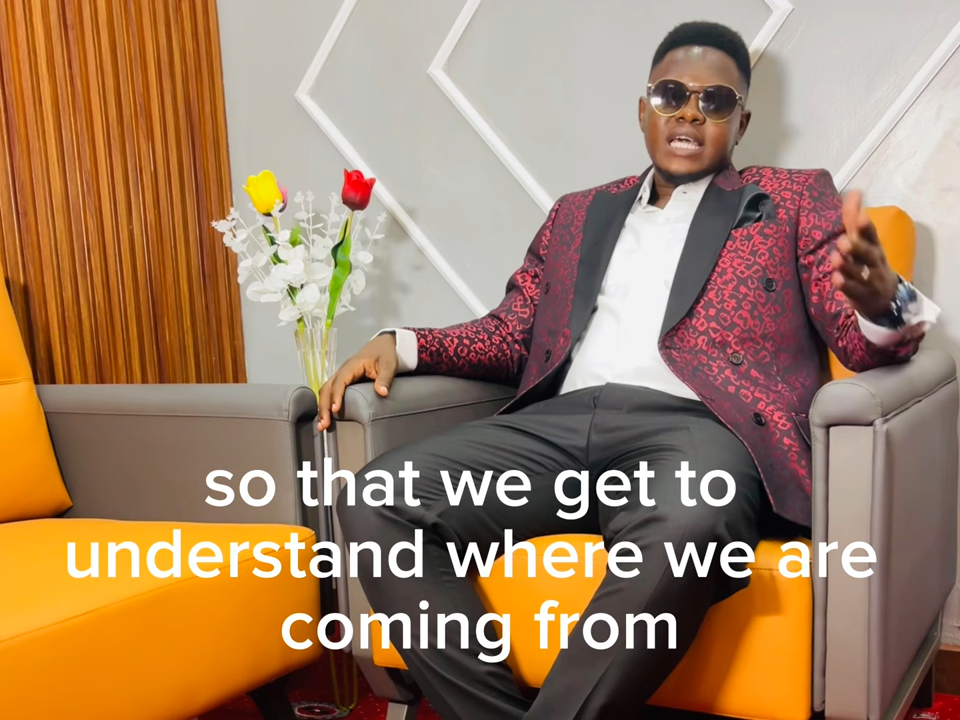 so that we get to
understand where we are
coming from